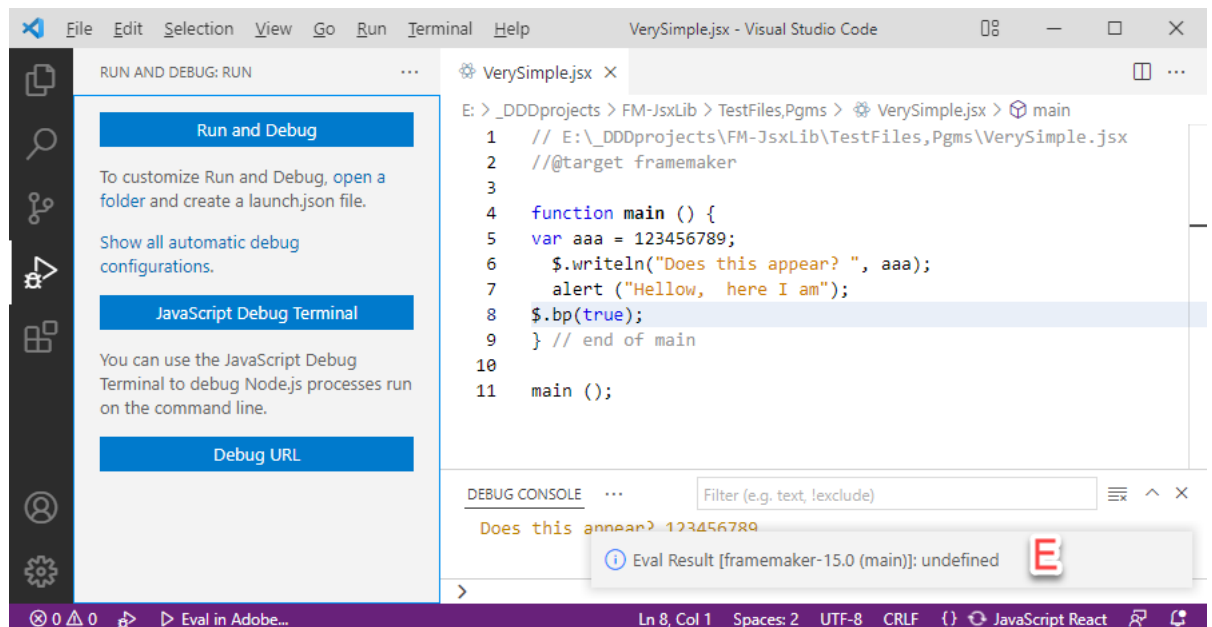 File Edit Selection View Go Run Terminal Help VerySimple.jsx - Visual Studio Code
RUN AND DEBUG: RUN ···
Run and Debug
To customize Run and Debug, open a
folder and create a launch.json file.
Show all automatic debug
configurations.
JavaScript Debug Terminal
You can use the JavaScript Debug
Terminal to debug Node.js processes run
on the command line.
Debug URL
VerySimple.jsx
E: > _DDDprojects > FM-JsxLib > TestFiles,Pgms > VerySimple.jsx > main
1 // E:\_DDDprojects\FM-JsxLib\TestFiles,Pgms\VerySimple.jsx
2 //@target framemaker
3
4 function main () {
5 var aaa = 123456789;
6   $.writeln("Does this appear? ", aaa);
7   alert ("Hellow,  here I am");
8 $.bp(true);
9 } // end of main
10
11 main ();
DEBUG CONSOLE ··· Filter (e.g. text, !exclude)
Does this appear? 123456789
Eval Result [framemaker-15.0 (main)]: undefined E
>
0 0 Eval in Adobe... Ln 8, Col 1 Spaces: 2 UTF-8 CRLF {} JavaScript React